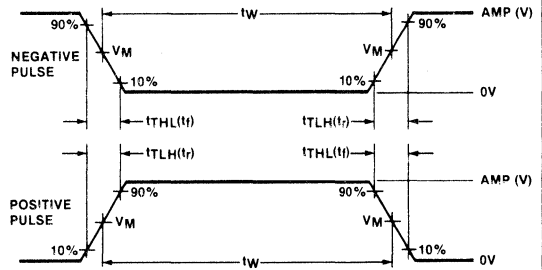 tW AMP (V)
90% 90%
NEGATIVE PULSE VM VM
10% 10%
0V
tTHL(tf) tTLH(tr)
tTLH(tr) tTHL(tf)
AMP (V)
90% 90%
POSITIVE PULSE VM VM
10% 10%
tW 0V